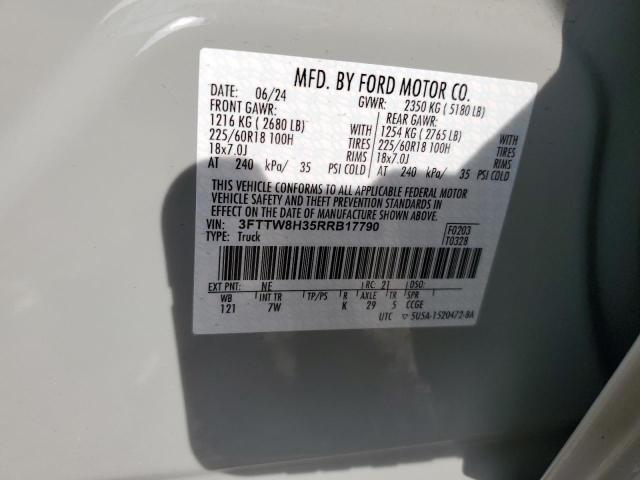 MFD. BY FORD MOTOR CO.
DATE: 06/24 GVWR: 2350 KG ( 5180 LB)
FRONT GAWR: REAR GAWR:
1216 KG ( 2680 LB) WITH 1254 KG ( 2765 LB) WITH
225/60R18 100H TIRES 225/60R18 100H TIRES
18x7.0J RIMS 18x7.0J RIMS
AT 240 kPa/ 35 PSI COLD AT 240 kPa/ 35 PSI COLD
THIS VEHICLE CONFORMS TO ALL APPLICABLE FEDERAL MOTOR
VEHICLE SAFETY AND THEFT PREVENTION STANDARDS IN
EFFECT ON THE DATE OF MANUFACTURE SHOWN ABOVE.
VIN: 3FTTW8H35RRB17790 F0203
TYPE: Truck T0328
EXT PNT: NE RC: 21 DSO:
WB INT TR TP/PS R AXLE TR SPR
121 7W K 29 5 CCGE
UTC ▽ 5U5A-1520472-BA